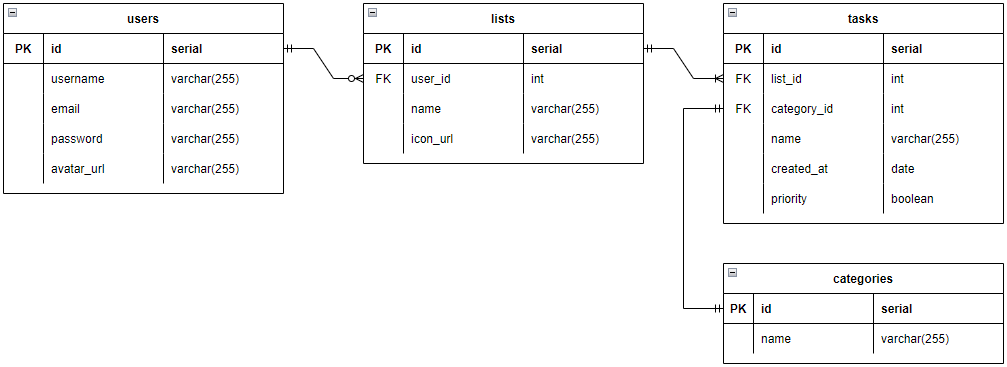 users
PK id serial
username varchar(255)
email varchar(255)
password varchar(255)
avatar_url varchar(255)
lists
PK id serial
FK user_id int
name varchar(255)
icon_url varchar(255)
tasks
PK id serial
FK list_id int
FK category_id int
name varchar(255)
created_at date
priority boolean
categories
PK id serial
name varchar(255)